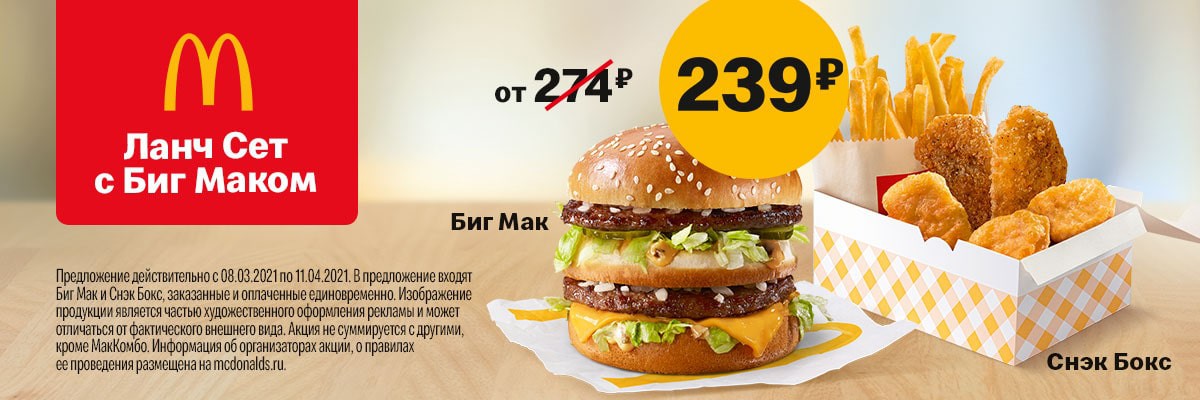 Ланч Сет
с Биг Маком
от 274₽
239₽
Биг Мак
Предложение действительно с 08.03.2021 по 11.04.2021. В предложение входят
Биг Мак и Снэк Бокс, заказанные и оплаченные единовременно. Изображение
продукции является частью художественного оформления рекламы и может
отличаться от фактического внешнего вида. Акция не суммируется с другими,
кроме МакКомбо. Информация об организаторах акции, о правилах
ее проведения размещена на mcdonalds.ru.
Снэк Бокс